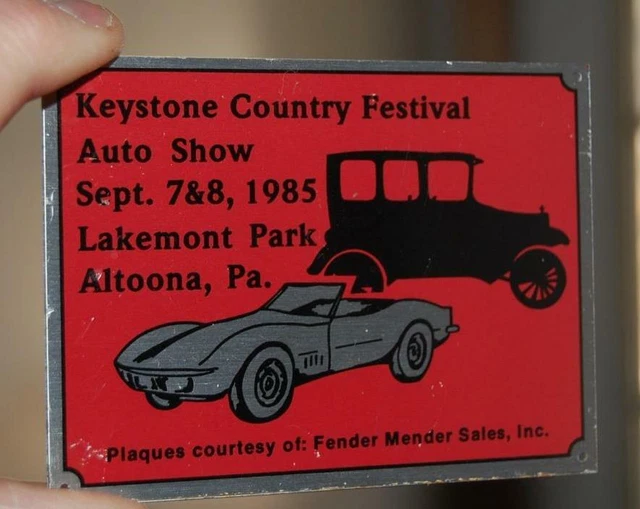 Keystone Country Festival
Auto Show
Sept. 7&8, 1985
Lakemont Park
Altoona, Pa.
Plaques courtesy of: Fender Mender Sales, Inc.